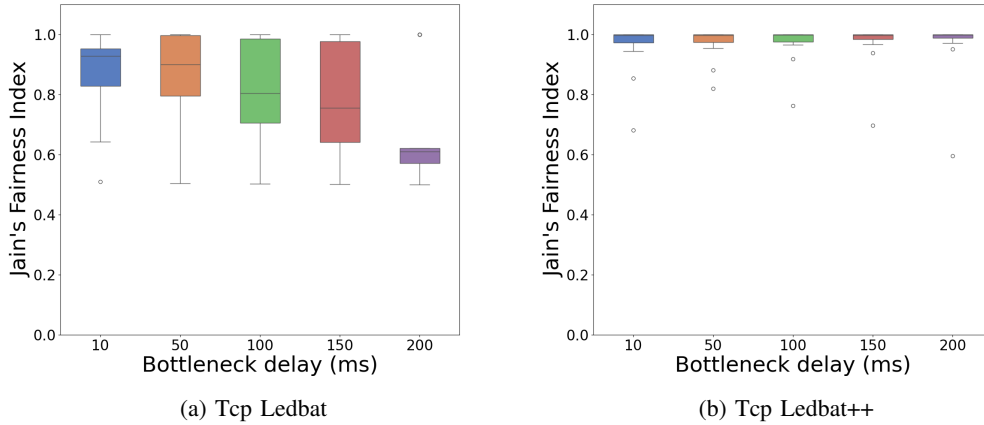 Jain's Fairness Index
1.0
0.8
0.6
0.4
0.2
0.0
10 50 100 150 200
Bottleneck delay (ms)
(a) Tcp Ledbat
Jain's Fairness Index
1.0
0.8
0.6
0.4
0.2
0.0
10 50 100 150 200
Bottleneck delay (ms)
(b) Tcp Ledbat++